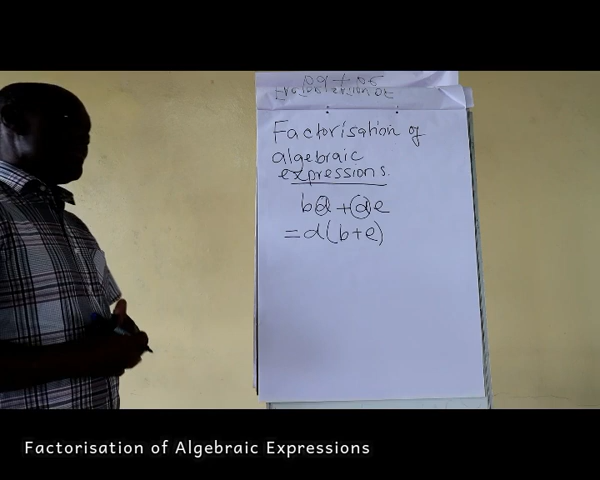 Factorisation of
algebraic
expressions.
bd + de
= d(b+e)
Factorisation of Algebraic Expressions